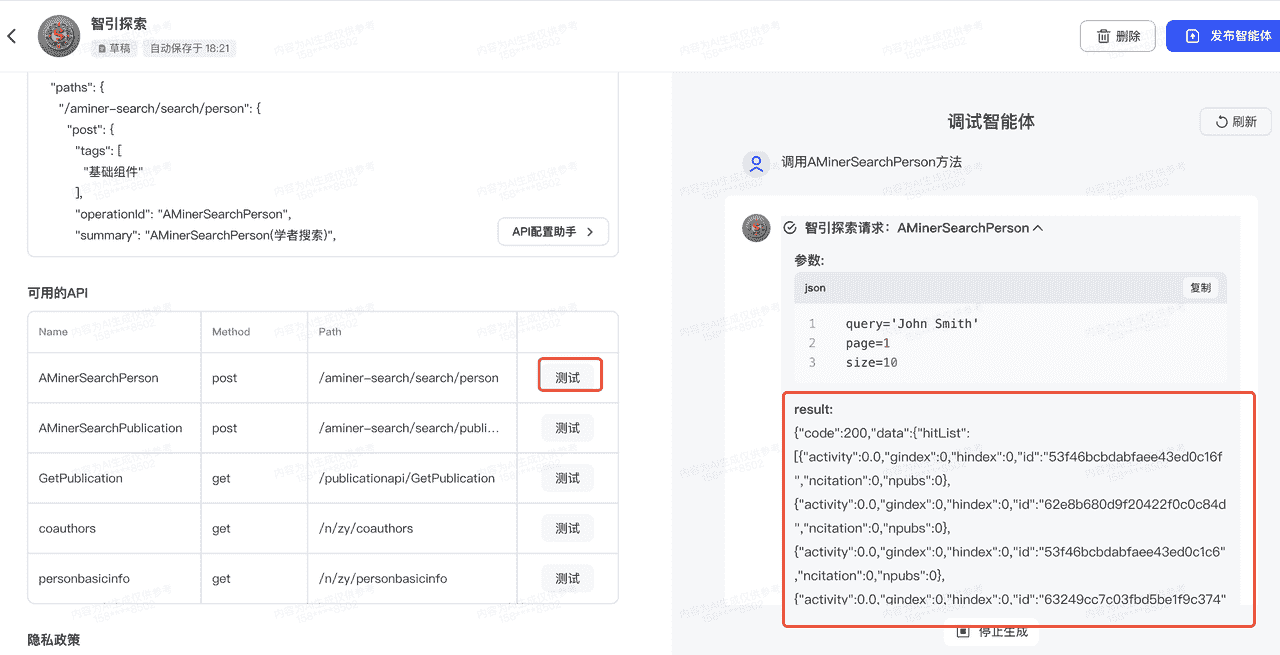 智引探索
草稿 自动保存于 18:21
删除
发布智能体
"paths": {
"/aminer-search/search/person": {
"post": {
"tags": [
"基础组件"
],
"operationId": "AMinerSearchPerson",
"summary": "AMinerSearchPerson(学者搜索)",
API配置助手
可用的API
Name Method Path
AMinerSearchPerson post /aminer-search/search/person 测试
AMinerSearchPublication post /aminer-search/search/publi... 测试
GetPublication get /publicationapi/GetPublication 测试
coauthors get /n/zy/coauthors 测试
personbasicinfo get /n/zy/personbasicinfo 测试
隐私政策
调试智能体
刷新
调用AMinerSearchPerson方法
智引探索请求：AMinerSearchPerson
参数:
json 复制
1 query='John Smith'
2 page=1
3 size=10
result:
{"code":200,"data":{"hitList":
[{"activity":0.0,"gindex":0,"hindex":0,"id":"53f46bcbdabfaee43ed0c16f
","ncitation":0,"npubs":0},
{"activity":0.0,"gindex":0,"hindex":0,"id":"62e8b680d9f20422f0c0c84d
","ncitation":0,"npubs":0},
{"activity":0.0,"gindex":0,"hindex":0,"id":"53f46bcbdabfaee43ed0c1c6"
,"ncitation":0,"npubs":0},
{"activity":0.0,"gindex":0,"hindex":0,"id":"63249cc7c03fbd5be1f9c374"
停止生成